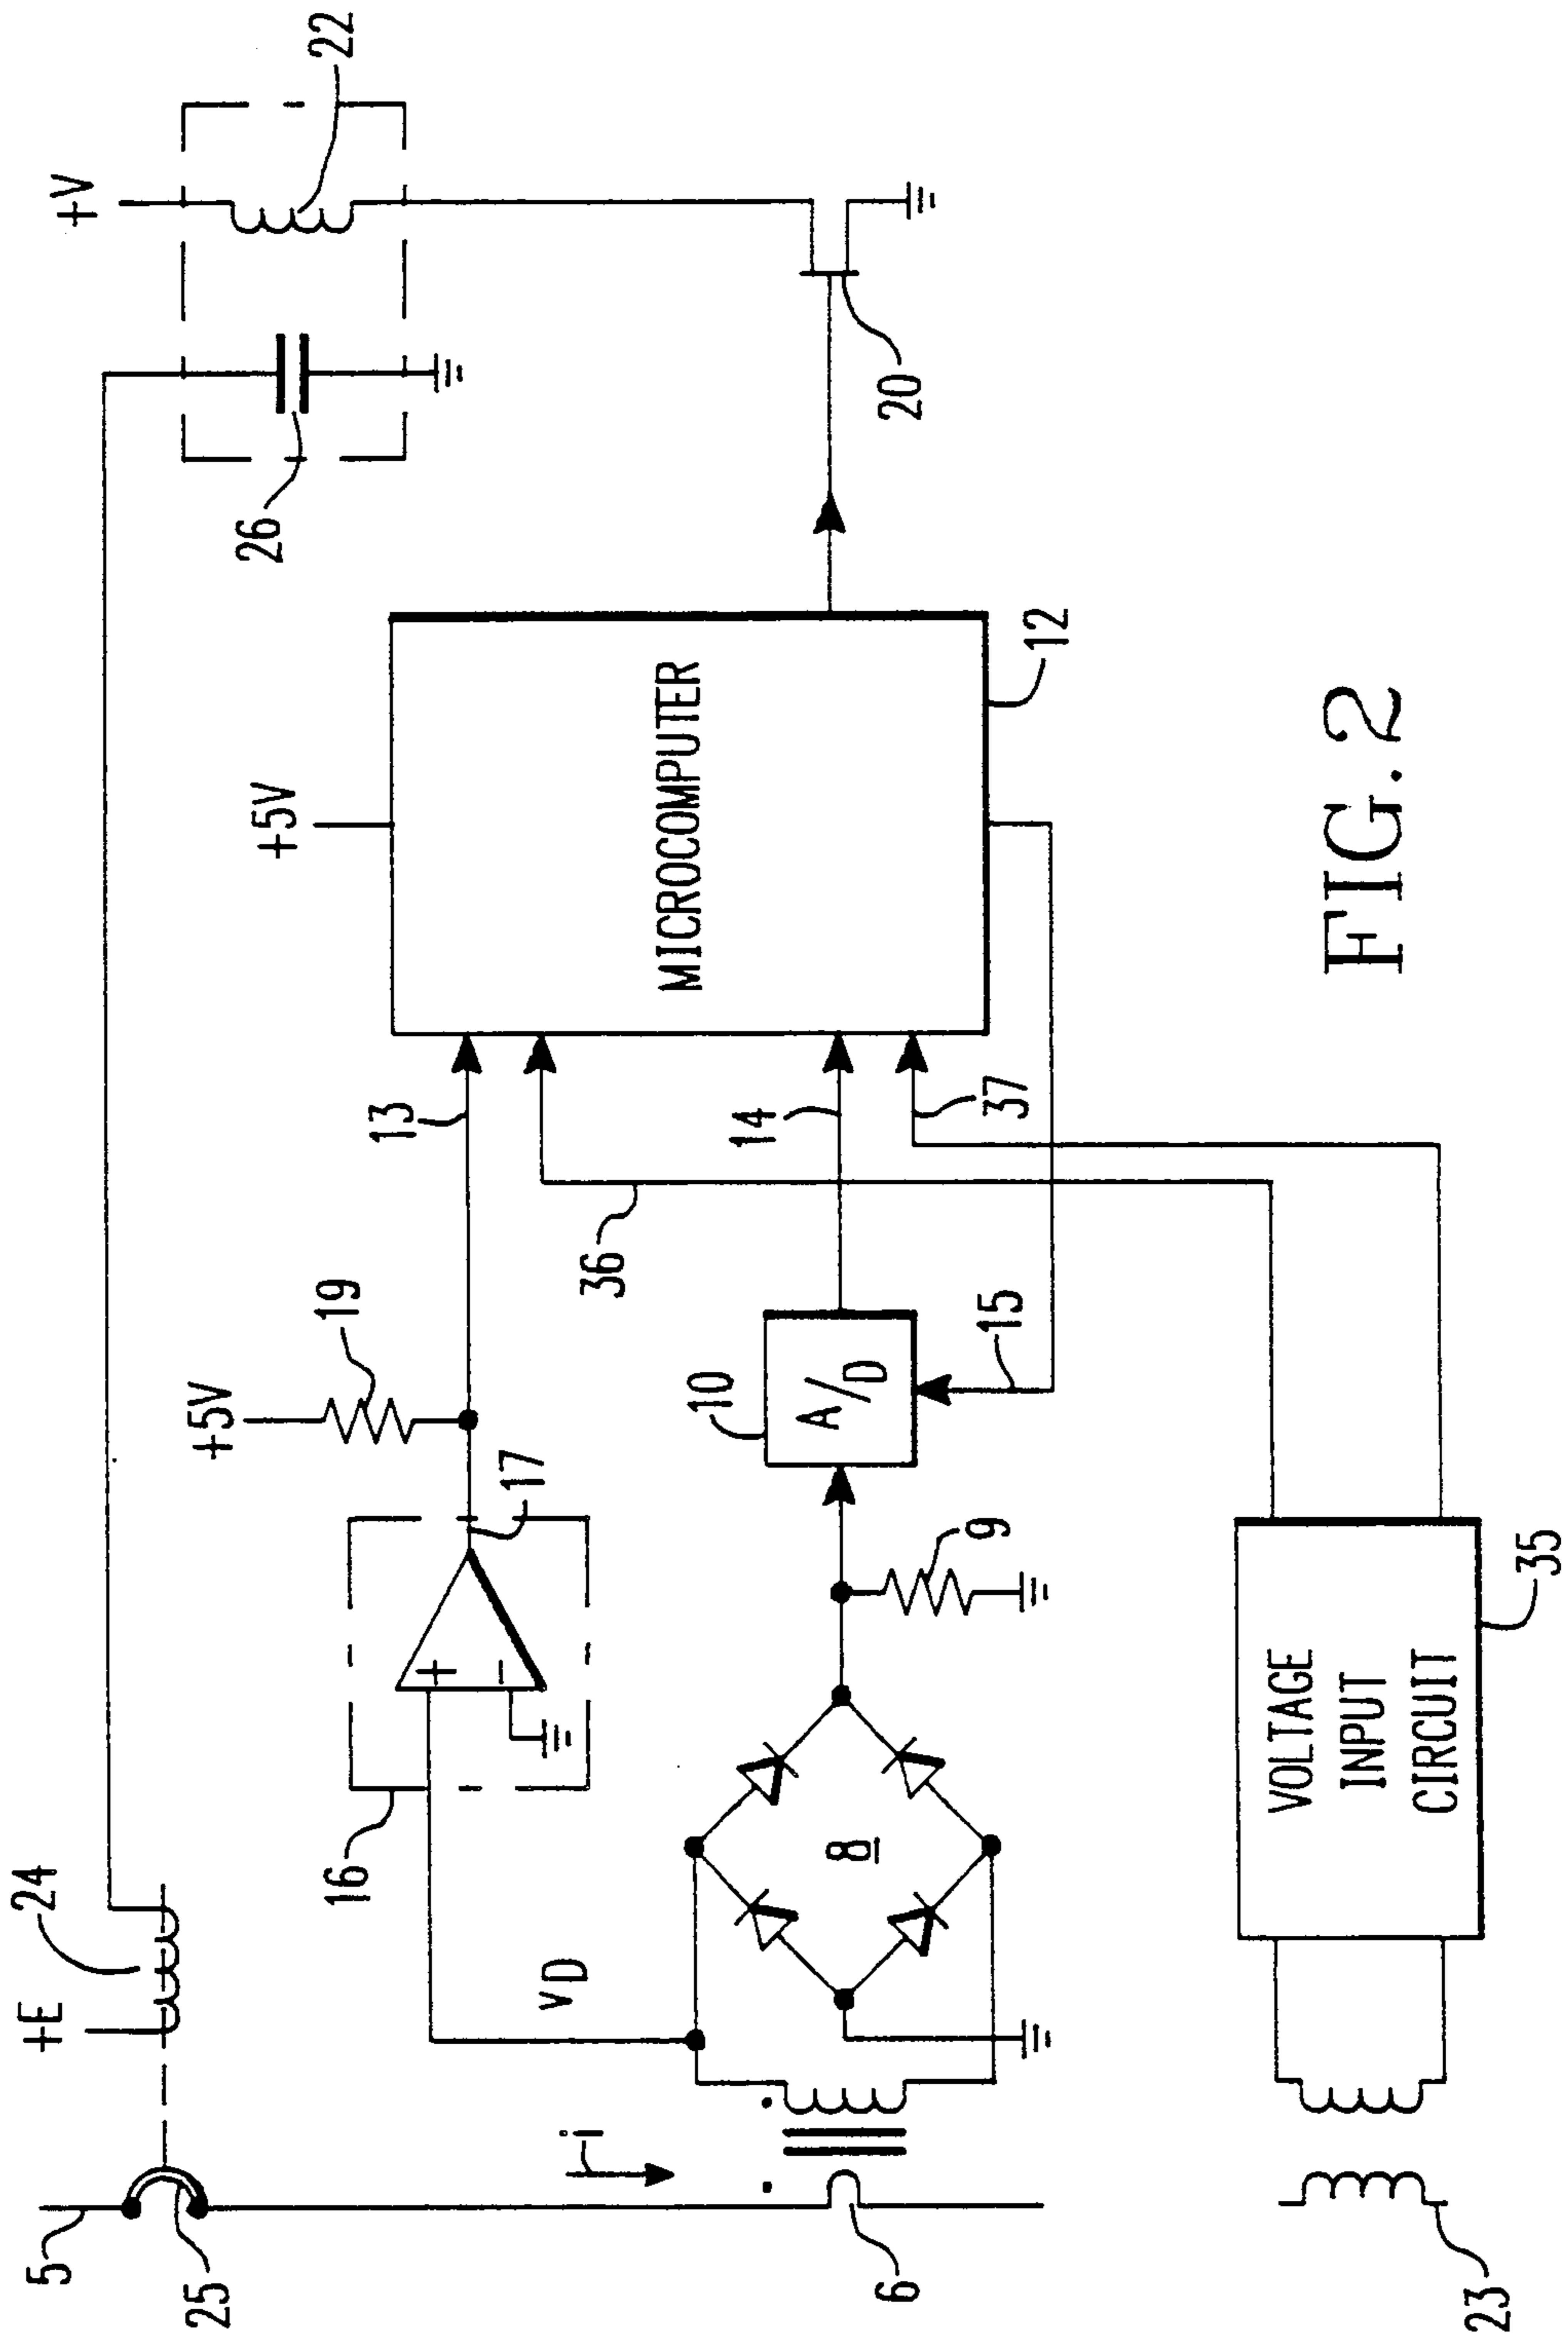 5
25
+E
24
+V
22
26
+5V
19
16
+
-
17
13
36
VD
i
6
8
9
10
A/D
14
15
37
+5V
MICROCOMPUTER
12
20
23
VOLTAGE
INPUT
CIRCUIT
35
FIG.2